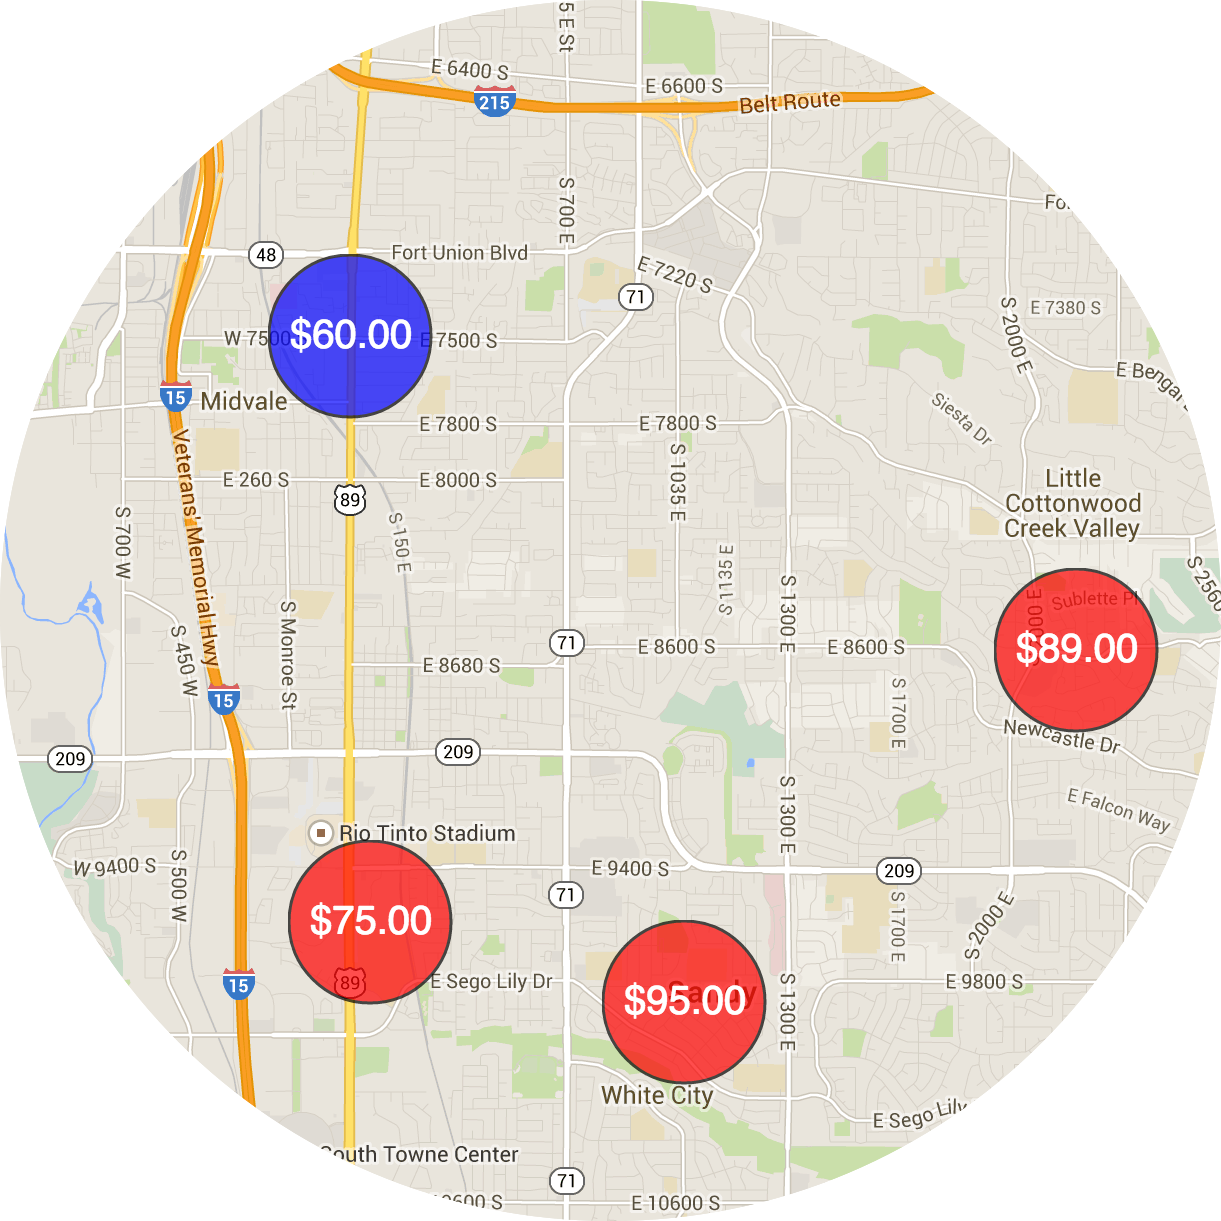 5 E St
E 6400 S
215
E 6600 S
Belt Route
S 700 E
48
Fort Union Blvd
E 7220 S
71
S 2000 E
E 7380 S
W 7500
$60.00
E 7500 S
E Bengal
15
Midvale
Siesta Dr
Veterans' Memorial Hwy
E 7800 S
E 7800 S
S 1035 E
E 260 S
89
E 8000 S
Little
Cottonwood
Creek Valley
S 700 W
S 150 E
S 1135 E
S 1300 E
S 2560
Sublette Pl
$89.00
S Monroe St
S 450 W
71
E 8600 S
E 8600 S
E 8680 S
15
S 1700 E
Newcastle Dr
209
209
S 1300 E
E Falcon Way
Rio Tinto Stadium
W 9400 S
S 500 W
E 9400 S
209
71
S 1700 E
S 2000 E
$75.00
89
15
E Sego Lily Dr
Sandy
$95.00
S 1300 E
E 9800 S
White City
E Sego Lily
South Towne Center
71
E 10600 S